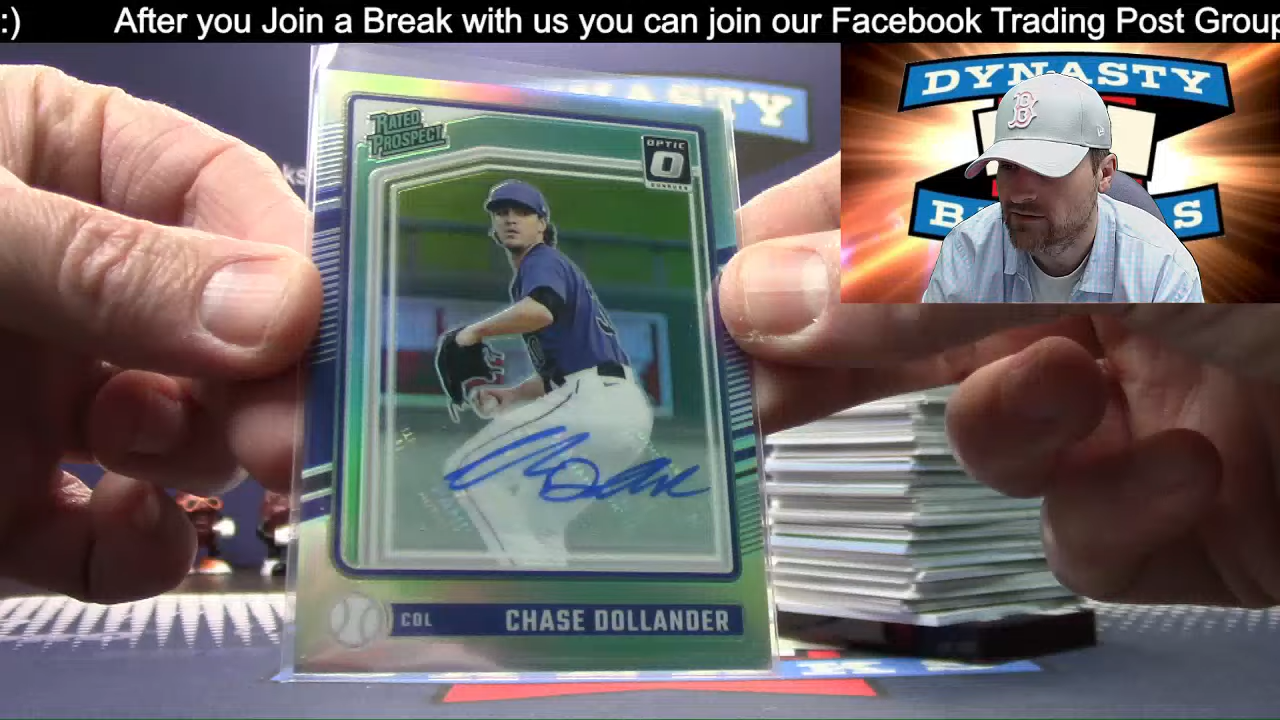 :) After you Join a Break with us you can join our Facebook Trading Post Group
DYNASTY
B
S
B
RATED
PROSPECT
OPTIC
O
DONRUSS
COL
CHASE DOLLANDER